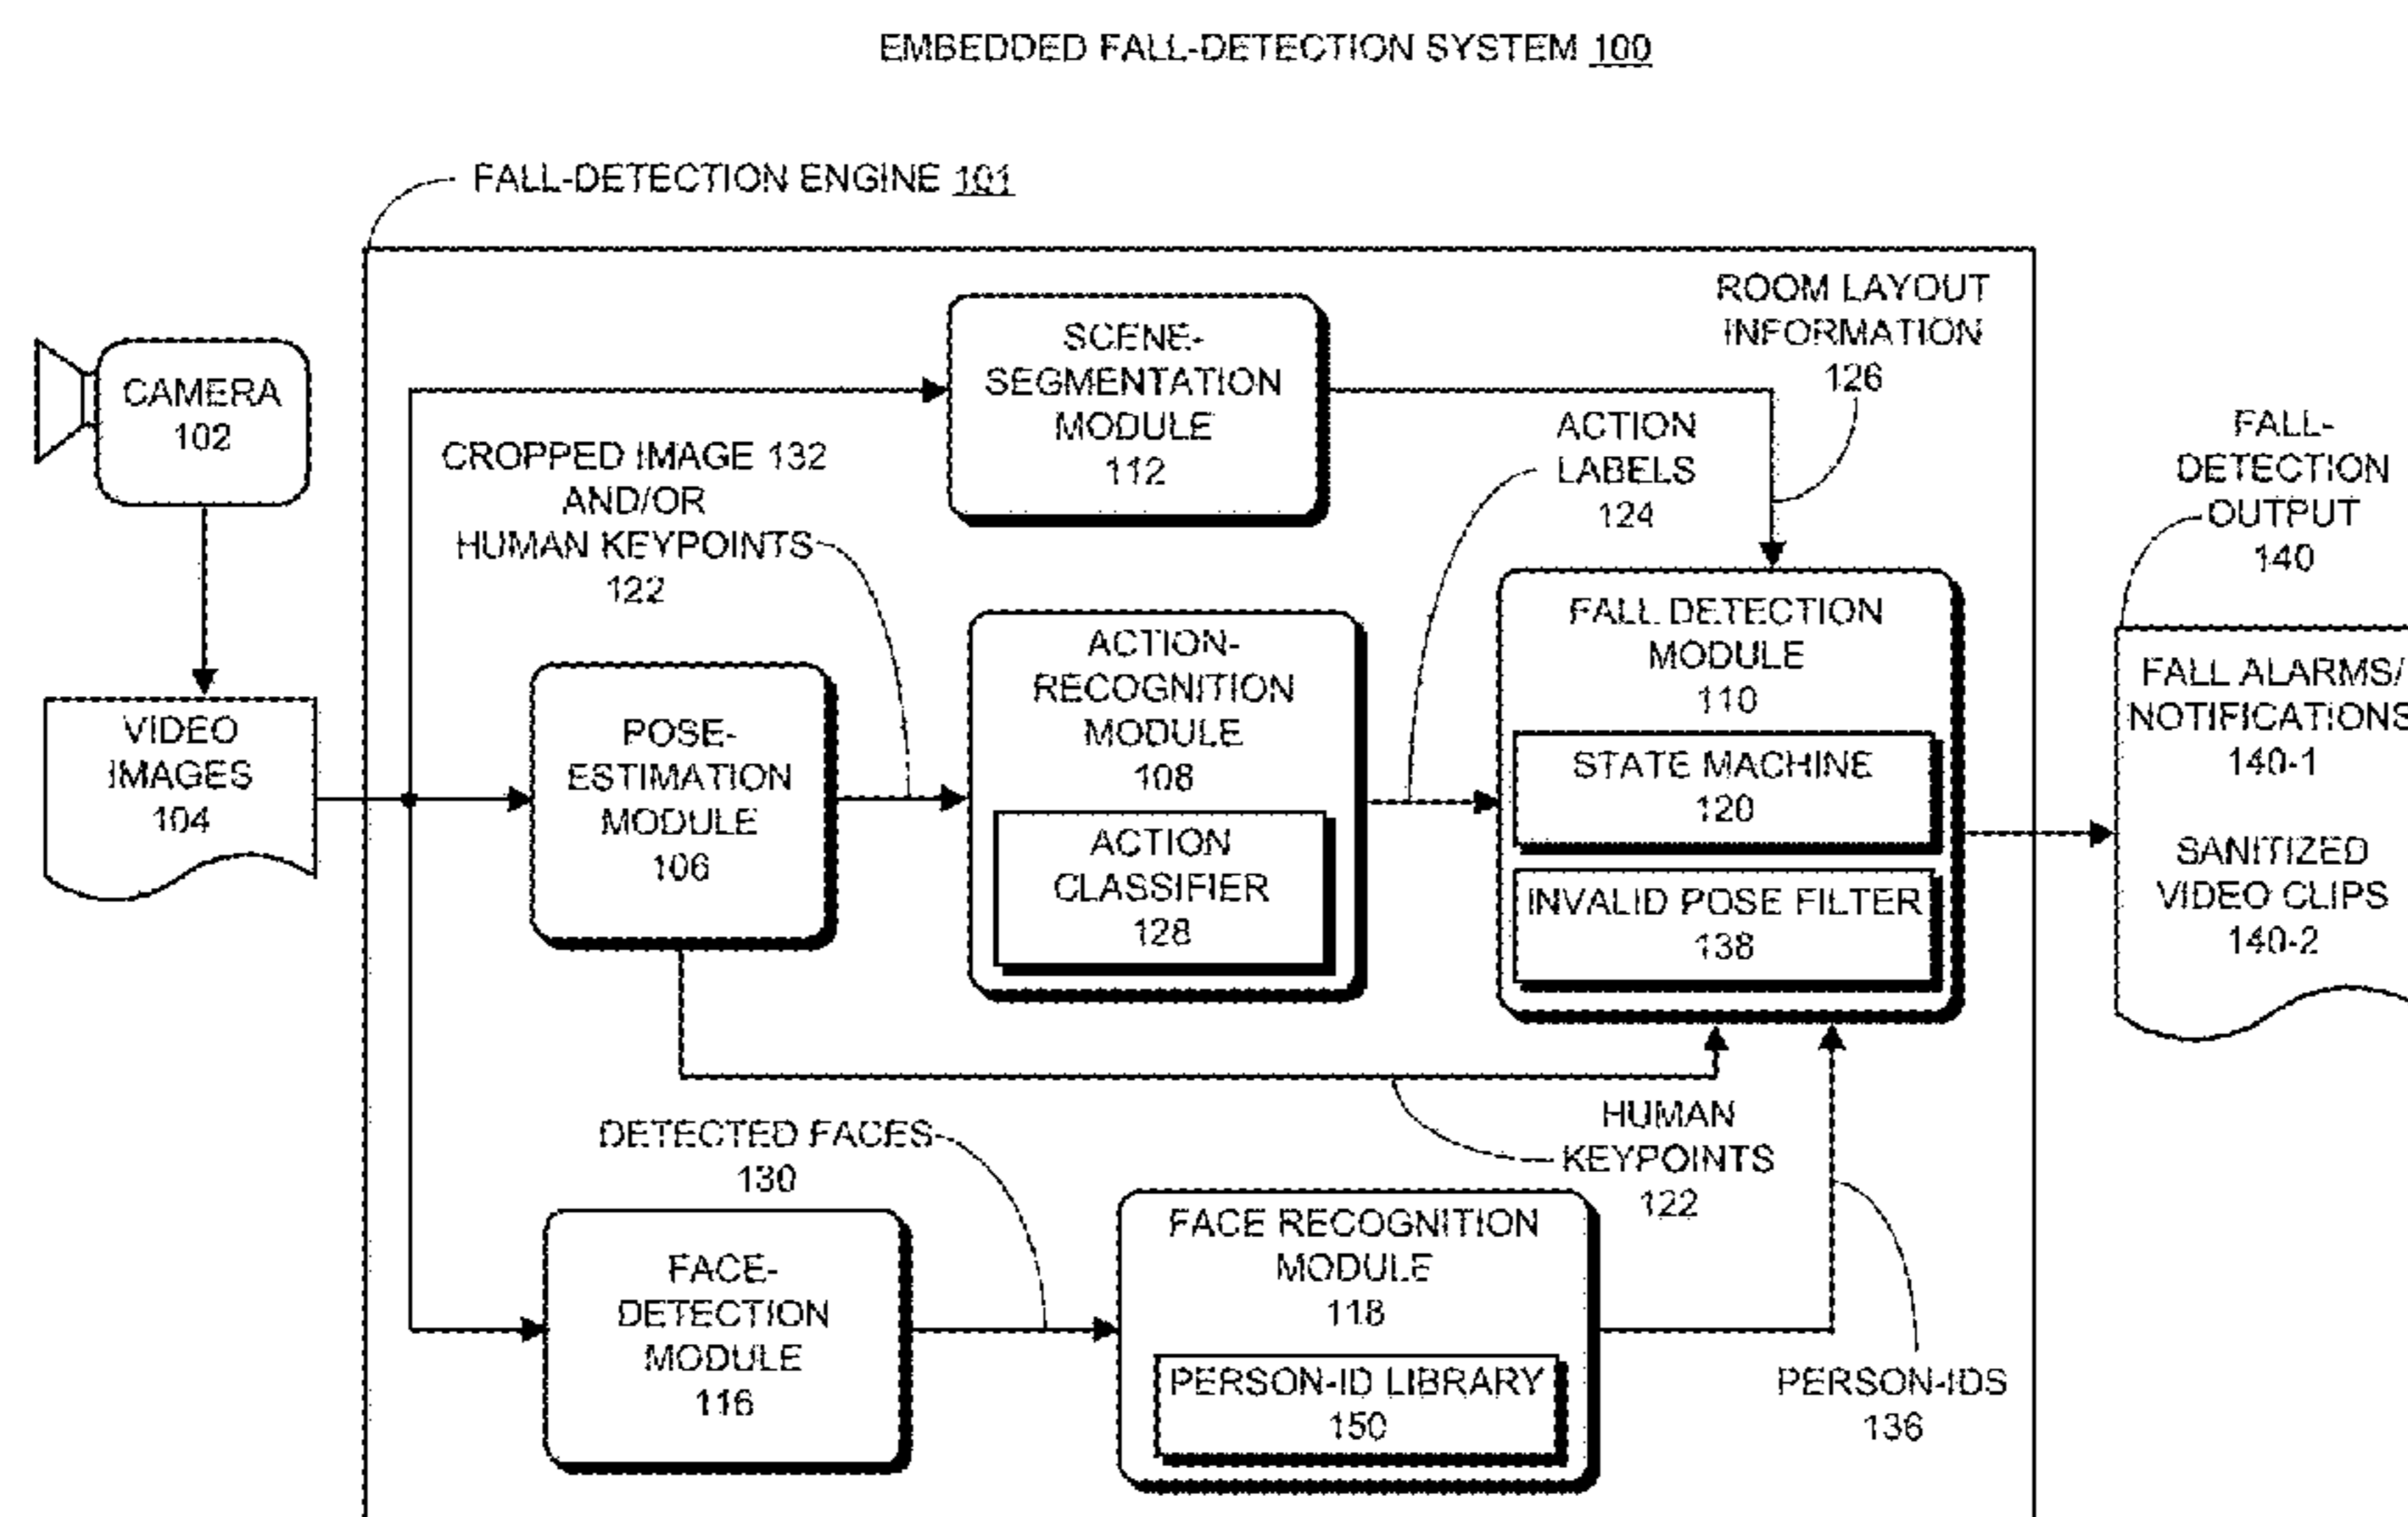 EMBEDDED FALL-DETECTION SYSTEM 100
FALL-DETECTION ENGINE 101
CAMERA
102
VIDEO
IMAGES
104
CROPPED IMAGE 132
AND/OR
HUMAN KEYPOINTS
122
SCENE-
SEGMENTATION
MODULE
112
ROOM LAYOUT
INFORMATION
126
ACTION
LABELS
124
POSE-
ESTIMATION
MODULE
106
ACTION-
RECOGNITION
MODULE
108
ACTION
CLASSIFIER
128
FALL DETECTION
MODULE
110
STATE MACHINE
120
INVALID POSE FILTER
138
FALL-
DETECTION
OUTPUT
140
FALL ALARMS/
NOTIFICATIONS
140-1
SANITIZED
VIDEO CLIPS
140-2
HUMAN
KEYPOINTS
122
DETECTED FACES
130
FACE-
DETECTION
MODULE
116
FACE RECOGNITION
MODULE
118
PERSON-ID LIBRARY
150
PERSON-IDS
136